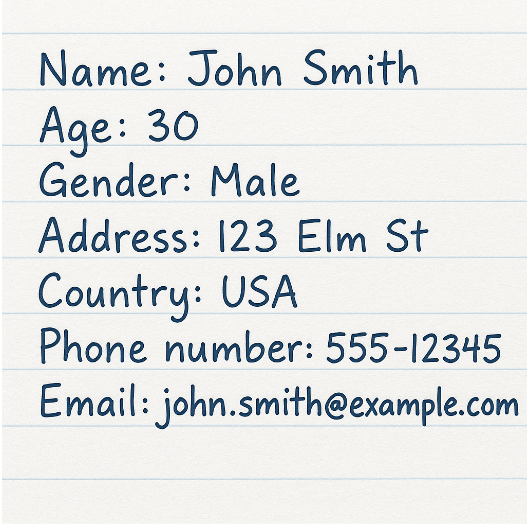 Name: John Smith
Age: 30
Gender: Male
Address: 123 Elm St
Country: USA
Phone number: 555-12345
Email: john.smith@example.com